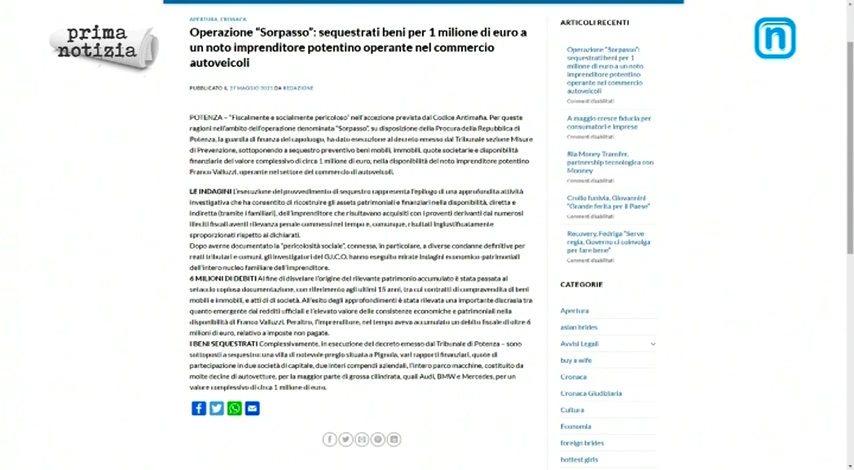 prima
notizia
n
APERTURA, CRONACA
Operazione “Sorpasso”: sequestrati beni per 1 milione di euro a
un noto imprenditore potentino operante nel commercio
autoveicoli
PUBBLICATO IL 27 MAGGIO 2021 DA REDAZIONE
POTENZA – “Fiscalmente e socialmente pericoloso” nell’accezione prevista dal Codice Antimafia. Per queste
ragioni nell’ambito dell’operazione denominata “Sorpasso”, su disposizione della Procura della Repubblica di
Potenza, la guardia di finanza del capoluogo, ha dato esecuzione al decreto emesso dal Tribunale sezione Misure
di Prevenzione, sottoponendo a sequestro preventivo beni mobili, immobili, quote societarie e disponibilità
finanziarie del valore complessivo di circa 1 milione di euro, nella disponibilità del noto imprenditore potentino
Franco Valluzzi, operante nel settore del commercio di autoveicoli.
LE INDAGINI L’esecuzione del provvedimento di sequestro rappresenta l’epilogo di una approfondita attività
investigativa che ha consentito di ricostruire gli assets patrimoniali e finanziari nella disponibilità, diretta e
indiretta (tramite i familiari), dell’imprenditore che risultavano acquisiti con i proventi derivanti dai numerosi
illeciti fiscali aventi rilevanza penale commessi nel tempo e, comunque, risultati ingiustificatamente
sproporzionati rispetto ai dichiarati.
Dopo averne documentato la “pericolosità sociale”, connessa, in particolare, a diverse condanne definitive per
reati tributari e comuni, gli investigatori del G.I.C.O. hanno eseguito mirate indagini economico-patrimoniali
dell’intero nucleo familiare dell’imprenditore.
6 MILIONI DI DEBITI Al fine di disvelare l’origine del rilevante patrimonio accumulato è stata passata al
setaccio copiosa documentazione, con riferimento agli ultimi 15 anni, tra cui contratti di compravendita di beni
mobili e immobili, e atti di di società. All’esito degli approfondimenti è stata rilevata una importante discrasia tra
quanto emergente dai redditi ufficiali e l’elevato valore delle consistenze economiche e patrimoniali nella
disponibilità di Franco Valluzzi. Peraltro, l’imprenditore, nel tempo aveva accumulato un debito fiscale di oltre 6
milioni di euro, relativo a imposte non pagate.
I BENI SEQUESTRATI Complessivamente, in esecuzione del decreto emesso dal Tribunale di Potenza – sono
sottoposti a sequestro: una villa di notevole pregio situata a Pignola, vari rapporti finanziari, quote di
partecipazione in due società di capitale, due interi compendi aziendali, l’intero parco macchine, costituito da
molte decine di autovetture, per la maggior parte di grossa cilindrata, quali Audi, BMW e Mercedes, per un
valore complessivo di circa 1 milione di euro.
ARTICOLI RECENTI
Operazione “Sorpasso”:
sequestrati beni per 1
milione di euro a un noto
imprenditore potentino
operante nel commercio
autoveicoli
Commenti disabilitati
A maggio cresce fiducia per
consumatori e imprese
Commenti disabilitati
Ria Money Transfer,
partnership tecnologica con
Mooney
Commenti disabilitati
Crollo funivia, Giovannini
“Grande ferita per il Paese”
Commenti disabilitati
Recovery, Fedriga “Serve
regia, Governo ci coinvolga
per fare bene”
Commenti disabilitati
CATEGORIE
Apertura
asian brides
Avvisi Legali
buy a wife
Cronaca
Cronaca Giudiziaria
Cultura
Economia
foreign brides
hottest girls